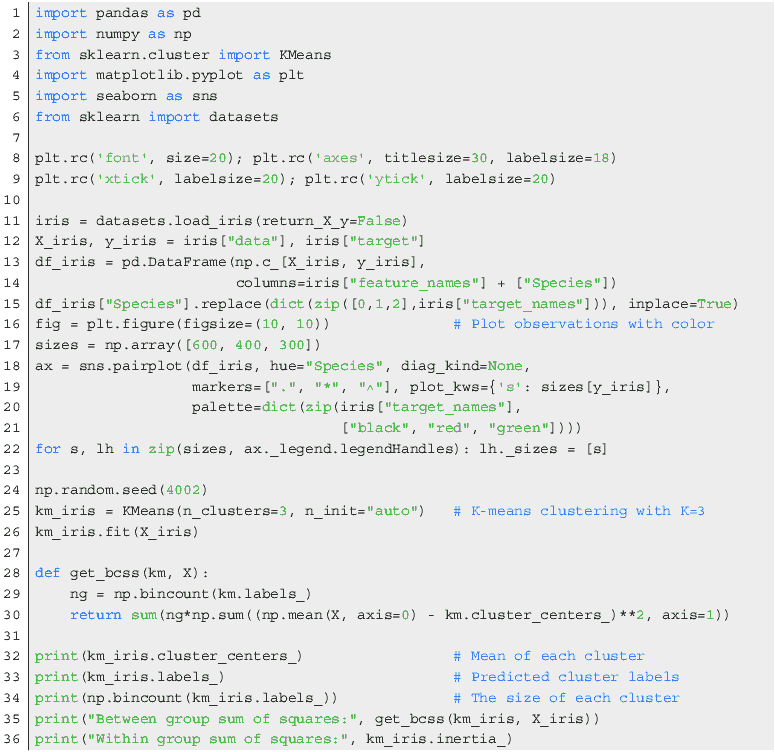 1 import pandas as pd
2 import numpy as np
3 from sklearn.cluster import KMeans
4 import matplotlib.pyplot as plt
5 import seaborn as sns
6 from sklearn import datasets
7
8 plt.rc('font', size=20); plt.rc('axes', titlesize=30, labelsize=18)
9 plt.rc('xtick', labelsize=20); plt.rc('ytick', labelsize=20)
10
11 iris = datasets.load_iris(return_X_y=False)
12 X_iris, y_iris = iris["data"], iris["target"]
13 df_iris = pd.DataFrame(np.c_[X_iris, y_iris],
14                        columns=iris["feature_names"] + ["Species"])
15 df_iris["Species"].replace(dict(zip([0,1,2],iris["target_names"])), inplace=True)
16 fig = plt.figure(figsize=(10, 10))              # Plot observations with color
17 sizes = np.array([600, 400, 300])
18 ax = sns.pairplot(df_iris, hue="Species", diag_kind=None,
19                   markers=[".", "*", "^"], plot_kws={'s': sizes[y_iris]},
20                   palette=dict(zip(iris["target_names"],
21                                    ["black", "red", "green"])))
22 for s, lh in zip(sizes, ax._legend.legendHandles): lh._sizes = [s]
23
24 np.random.seed(4002)
25 km_iris = KMeans(n_clusters=3, n_init="auto")   # K-means clustering with K=3
26 km_iris.fit(X_iris)
27
28 def get_bcss(km, X):
29     ng = np.bincount(km.labels_)
30     return sum(ng*np.sum((np.mean(X, axis=0) - km.cluster_centers_)**2, axis=1))
31
32 print(km_iris.cluster_centers_)                 # Mean of each cluster
33 print(km_iris.labels_)                          # Predicted cluster labels
34 print(np.bincount(km_iris.labels_))             # The size of each cluster
35 print("Between group sum of squares:", get_bcss(km_iris, X_iris))
36 print("Within group sum of squares:", km_iris.inertia_)